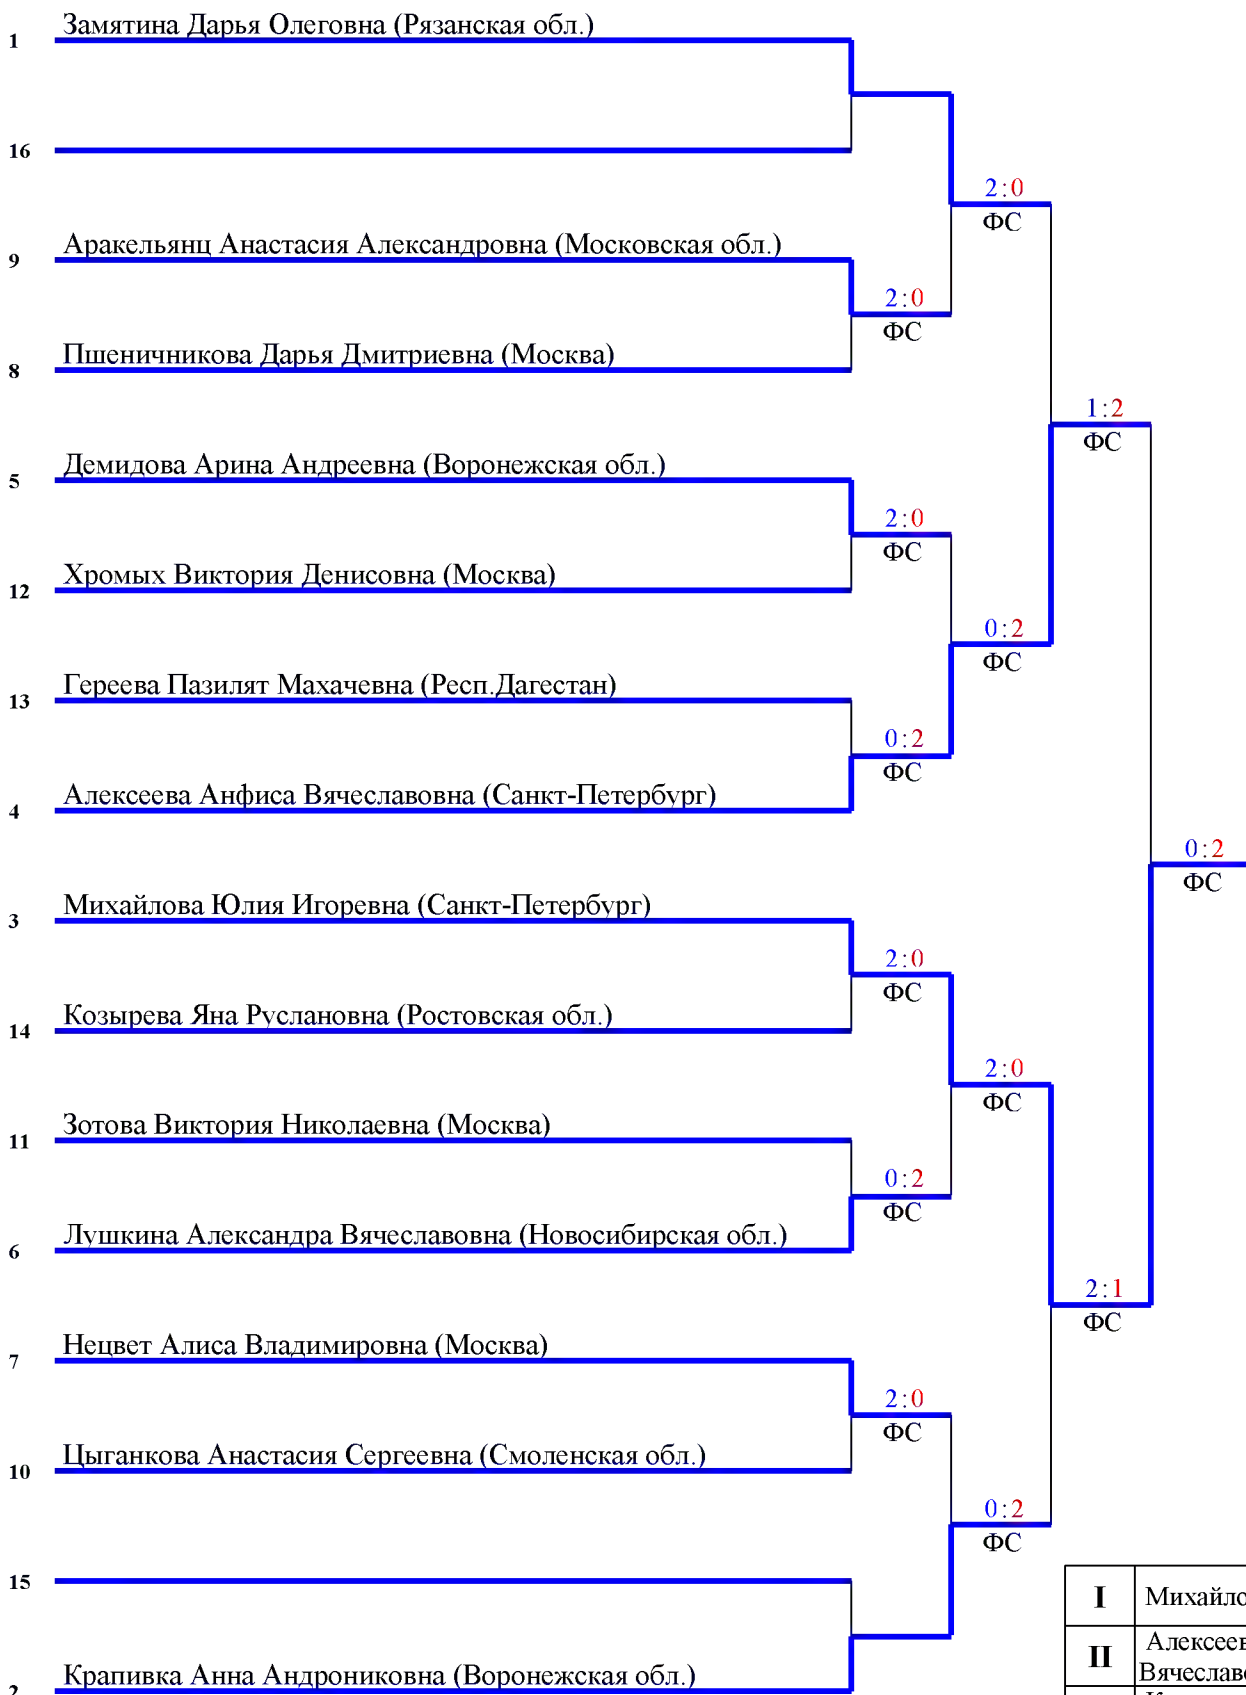 Замятина Дарья Олеговна (Рязанская обл.)
1
16
2:0
ФС
Аракельянц Анастасия Александровна (Московская обл.)
9
2:0
ФС
Пшеничникова Дарья Дмитриевна (Москва)
8
1:2
ФС
Демидова Арина Андреевна (Воронежская обл.)
5
2:0
ФС
Хромых Виктория Денисовна (Москва)
12
0:2
ФС
Гереева Пазилят Махачевна (Респ.Дагестан)
13
0:2
ФС
Алексеева Анфиса Вячеславовна (Санкт-Петербург)
4
0:2
ФС
Михайлова Юлия Игоревна (Санкт-Петербург)
3
2:0
ФС
Козырева Яна Руслановна (Ростовская обл.)
14
2:0
ФС
Зотова Виктория Николаевна (Москва)
11
0:2
ФС
Лушкина Александра Вячеславовна (Новосибирская обл.)
6
2:1
ФС
Нецвет Алиса Владимировна (Москва)
7
2:0
ФС
Цыганкова Анастасия Сергеевна (Смоленская обл.)
10
0:2
ФС
15
I Михайло
II Алексеев
Вячеславо
Крапивка Анна Андрониковна (Воронежская обл.)
2